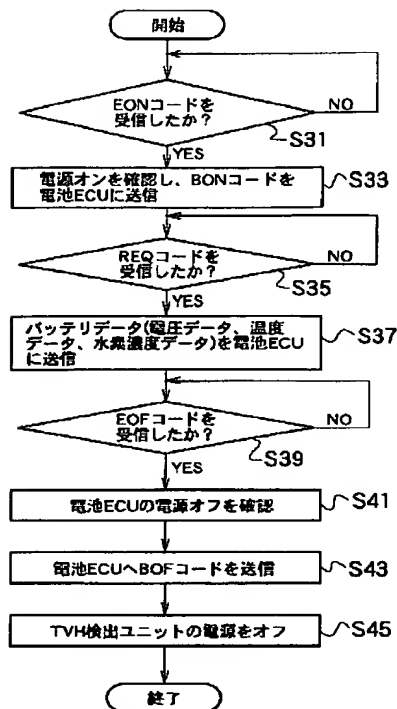 開始
EONコードを
受信したか？
NO
S31
YES
電源オンを確認し、BONコードを
電池ECUに送信
S33
REQコードを
受信したか？
NO
S35
YES
バッテリデータ(電圧データ、温度
データ、水素濃度データ)を電池ECU
に送信
S37
EOFコードを
受信したか？
NO
S39
YES
電池ECUの電源オフを確認
S41
電池ECUへBOFコードを送信
S43
TVH検出ユニットの電源をオフ
S45
終了